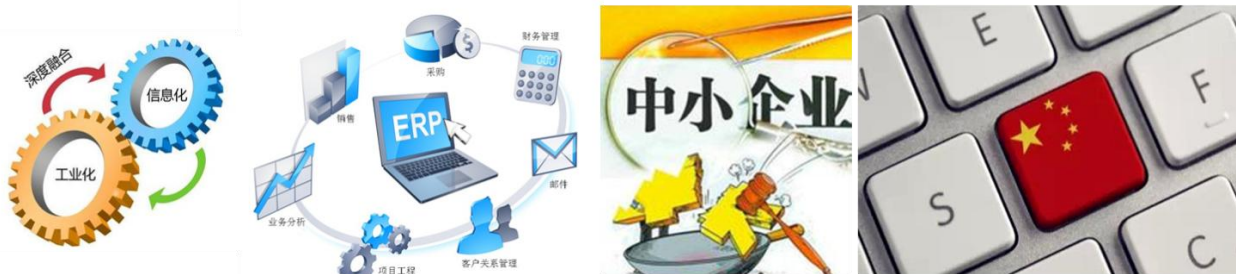 深度融合
信息化
工业化
采购
财务管理
销售
ERP
邮件
业务分析
客户关系管理
项目工程
中小企业
E
F
S
C